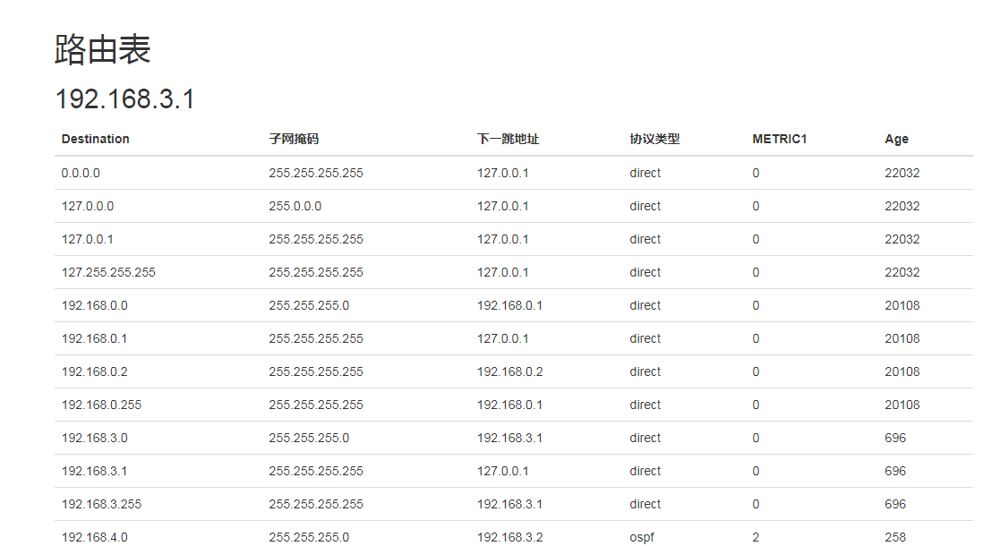 路由表
192.168.3.1
Destination 子网掩码 下一跳地址 协议类型 METRIC1 Age
0.0.0.0 255.255.255.255 127.0.0.1 direct 0 22032
127.0.0.0 255.0.0.0 127.0.0.1 direct 0 22032
127.0.0.1 255.255.255.255 127.0.0.1 direct 0 22032
127.255.255.255 255.255.255.255 127.0.0.1 direct 0 22032
192.168.0.0 255.255.255.0 192.168.0.1 direct 0 20108
192.168.0.1 255.255.255.255 127.0.0.1 direct 0 20108
192.168.0.2 255.255.255.255 192.168.0.2 direct 0 20108
192.168.0.255 255.255.255.255 192.168.0.1 direct 0 20108
192.168.3.0 255.255.255.0 192.168.3.1 direct 0 696
192.168.3.1 255.255.255.255 127.0.0.1 direct 0 696
192.168.3.255 255.255.255.255 192.168.3.1 direct 0 696
192.168.4.0 255.255.255.0 192.168.3.2 ospf 2 258